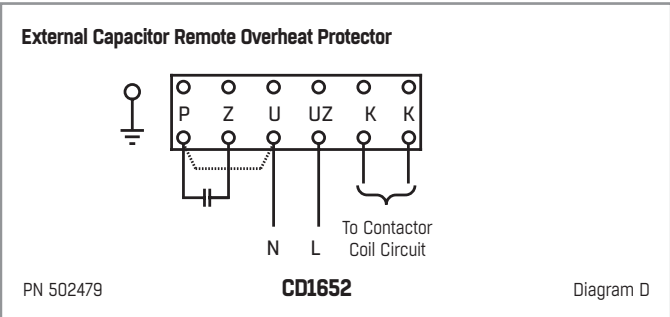 External Capacitor Remote Overheat Protector
P Z U UZ K K
N L
To Contactor
Coil Circuit
PN 502479 CD1652 Diagram D